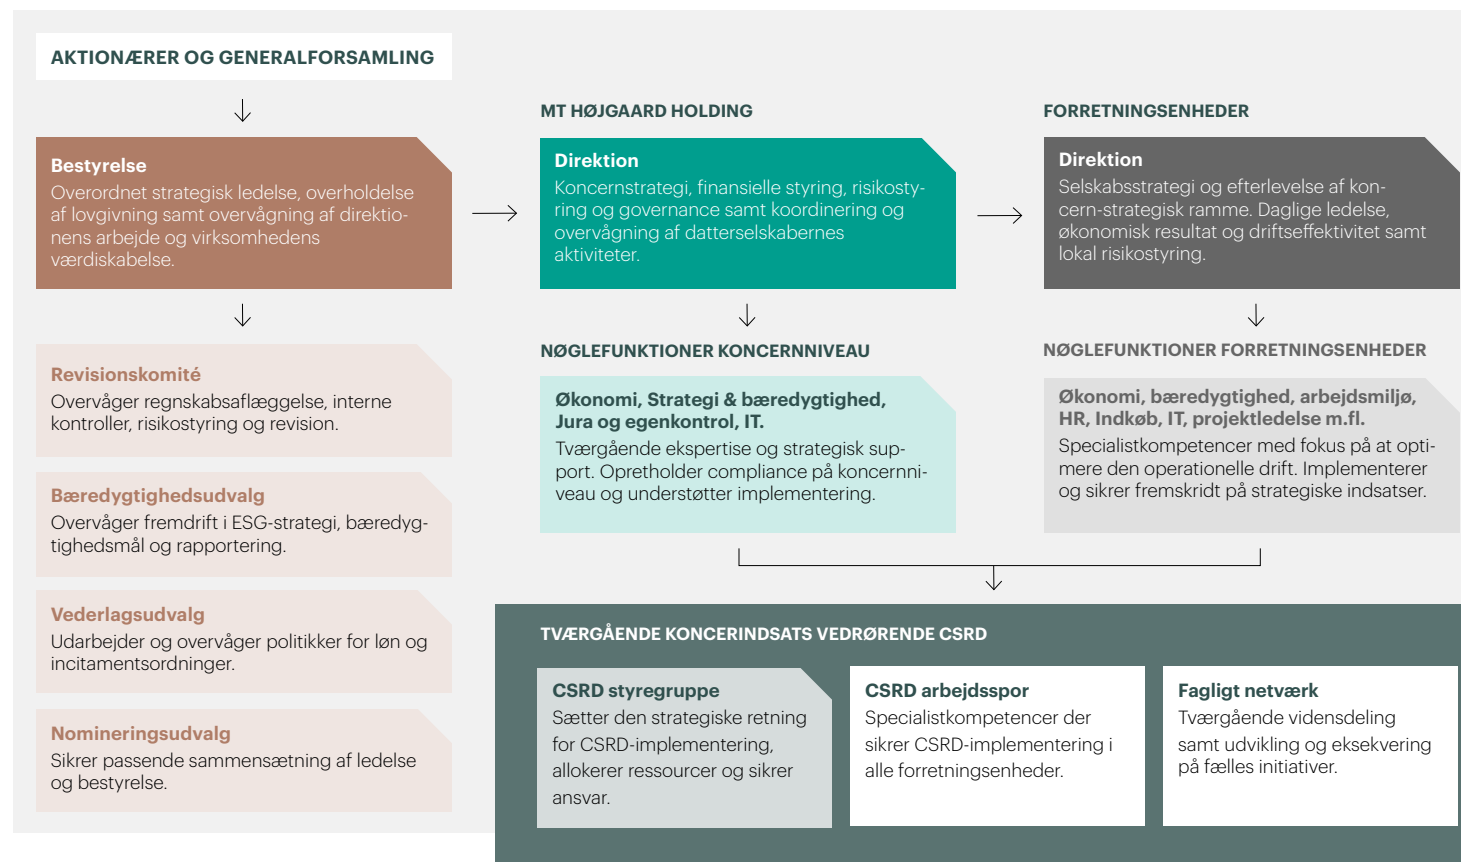 AKTIONÆRER OG GENERALFORSAMLING
Bestyrelse
Overordnet strategisk ledelse, overholdelse
af lovgivning samt overvågning af direktio-
nens arbejde og virksomhedens
værdiskabelse.
Revisionskomité
Overvåger regnskabsaflæggelse, interne
kontroller, risikostyring og revision.
Bæredygtighedsudvalg
Overvåger fremdrift i ESG-strategi, bæredyg-
tighedsmål og rapportering.
Vederlagsudvalg
Udarbejder og overvåger politikker for løn og
incitamentsordninger.
Nomineringsudvalg
Sikrer passende sammensætning af ledelse
og bestyrelse.
MT HØJGAARD HOLDING
Direktion
Koncernstrategi, finansielle styring, risikosty-
ring og governance samt koordinering og
overvågning af datterselskabernes
aktiviteter.
NØGLEFUNKTIONER KONCERNNIVEAU
Økonomi, Strategi & bæredygtighed,
Jura og egenkontrol, IT.
Tværgående ekspertise og strategisk sup-
port. Opretholder compliance på koncernni-
veau og understøtter implementering.
FORRETNINGSENHEDER
Direktion
Selskabsstrategi og efterlevelse af kon-
cern-strategisk ramme. Daglige ledelse,
økonomisk resultat og driftseffektivitet samt
lokal risikostyring.
NØGLEFUNKTIONER FORRETNINGSENHEDER
Økonomi, bæredygtighed, arbejdsmiljø,
HR, Indkøb, IT, projektledelse m.fl.
Specialistkompetencer med fokus på at opti-
mere den operationelle drift. Implementerer
og sikrer fremskridt på strategiske indsatser.
TVÆRGÅENDE KONCERINDSATS VEDRØRENDE CSRD
CSRD styregruppe
Sætter den strategiske retning
for CSRD-implementering,
allokerer ressourcer og sikrer
ansvar.
CSRD arbejdsspor
Specialistkompetencer der
sikrer CSRD-implementering i
alle forretningsenheder.
Fagligt netværk
Tværgående vidensdeling
samt udvikling og eksekvering
på fælles initiativer.